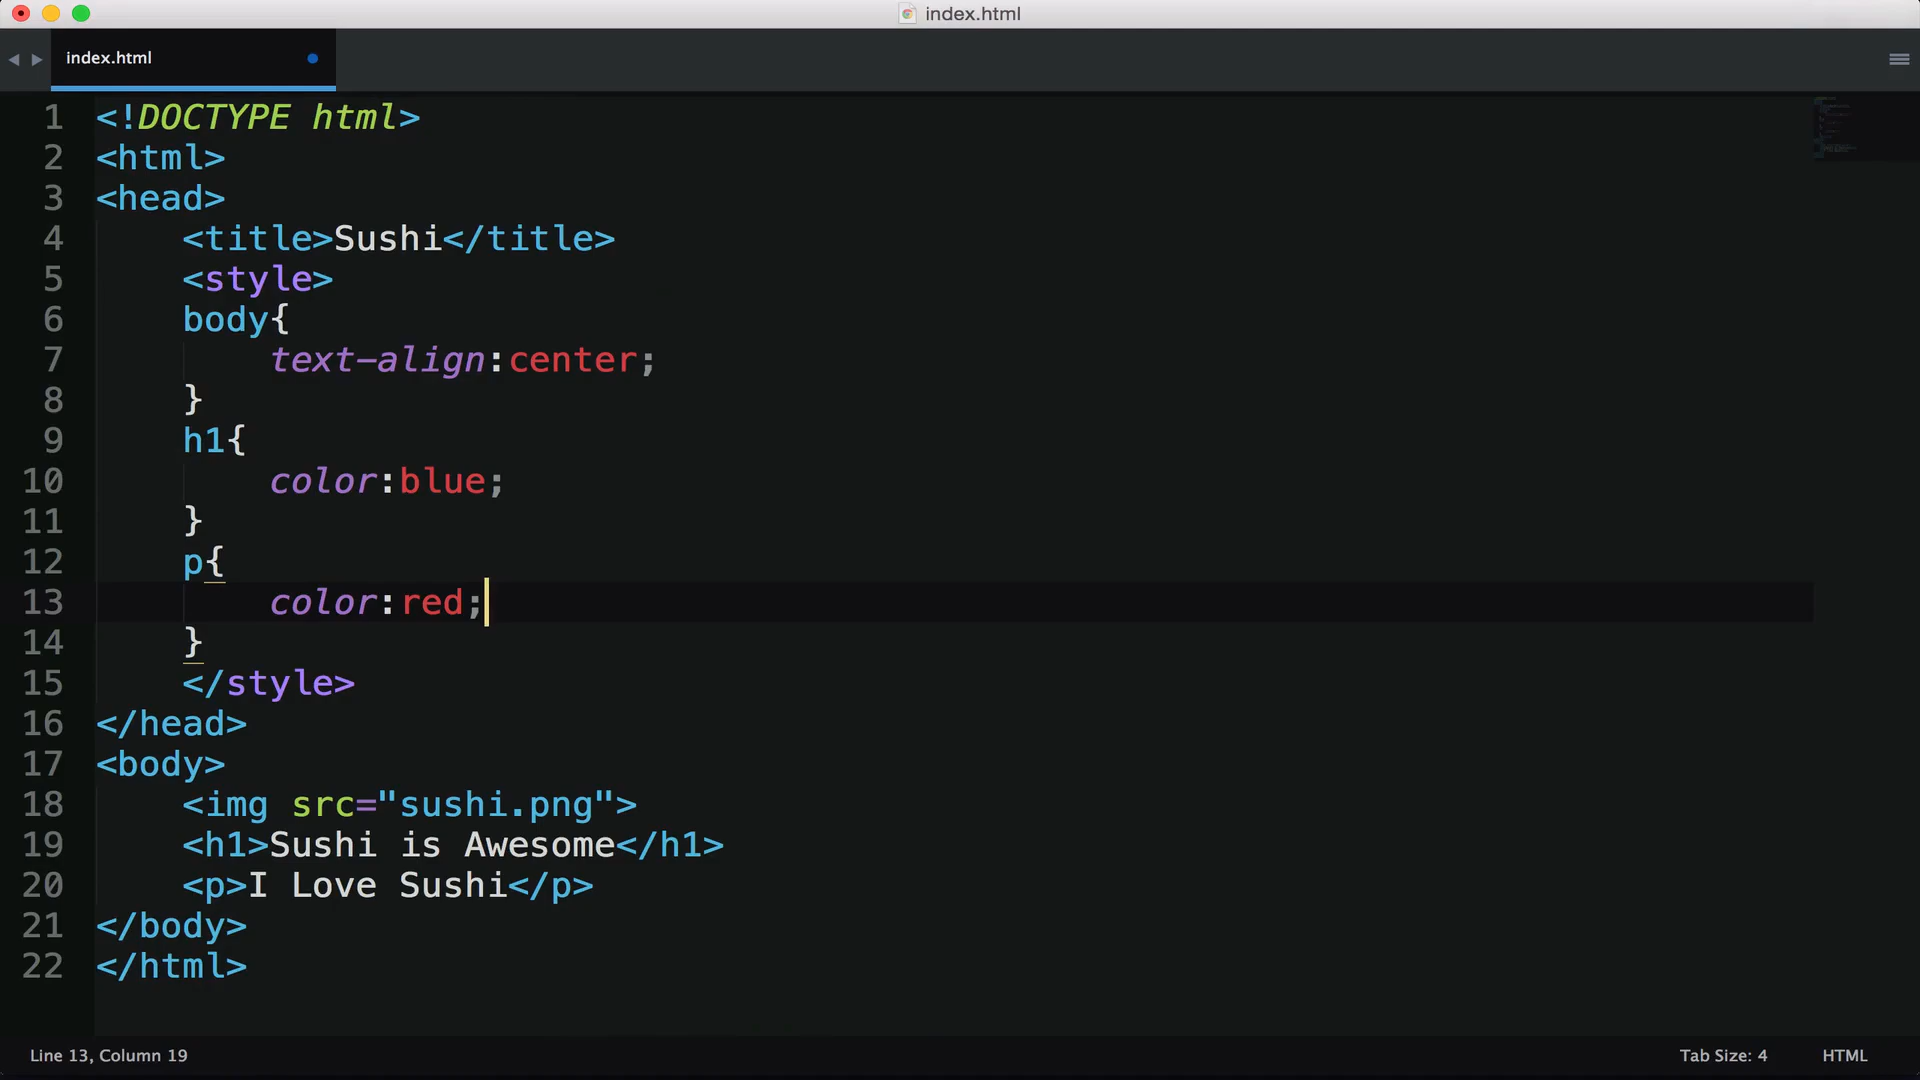 index.html
index.html
1 <!DOCTYPE html>
2 <html>
3 <head>
4 <title>Sushi</title>
5 <style>
6 body{
7 text-align:center;
8 }
9 h1{
10 color:blue;
11 }
12 p{
13 color:red;
14 }
15 </style>
16 </head>
17 <body>
18 <img src="sushi.png">
19 <h1>Sushi is Awesome</h1>
20 <p>I Love Sushi</p>
21 </body>
22 </html>
Line 13, Column 19 Tab Size: 4 HTML